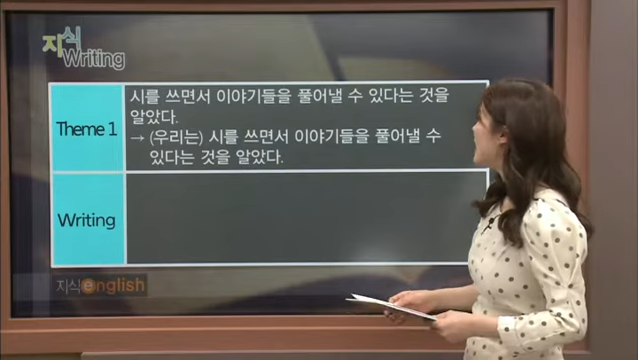 지식
Writing
Theme 1
시를 쓰면서 이야기들을 풀어낼 수 있다는 것을
알았다.
→ (우리는) 시를 쓰면서 이야기들을 풀어낼 수
있다는 것을 알았다.
Writing
지식english